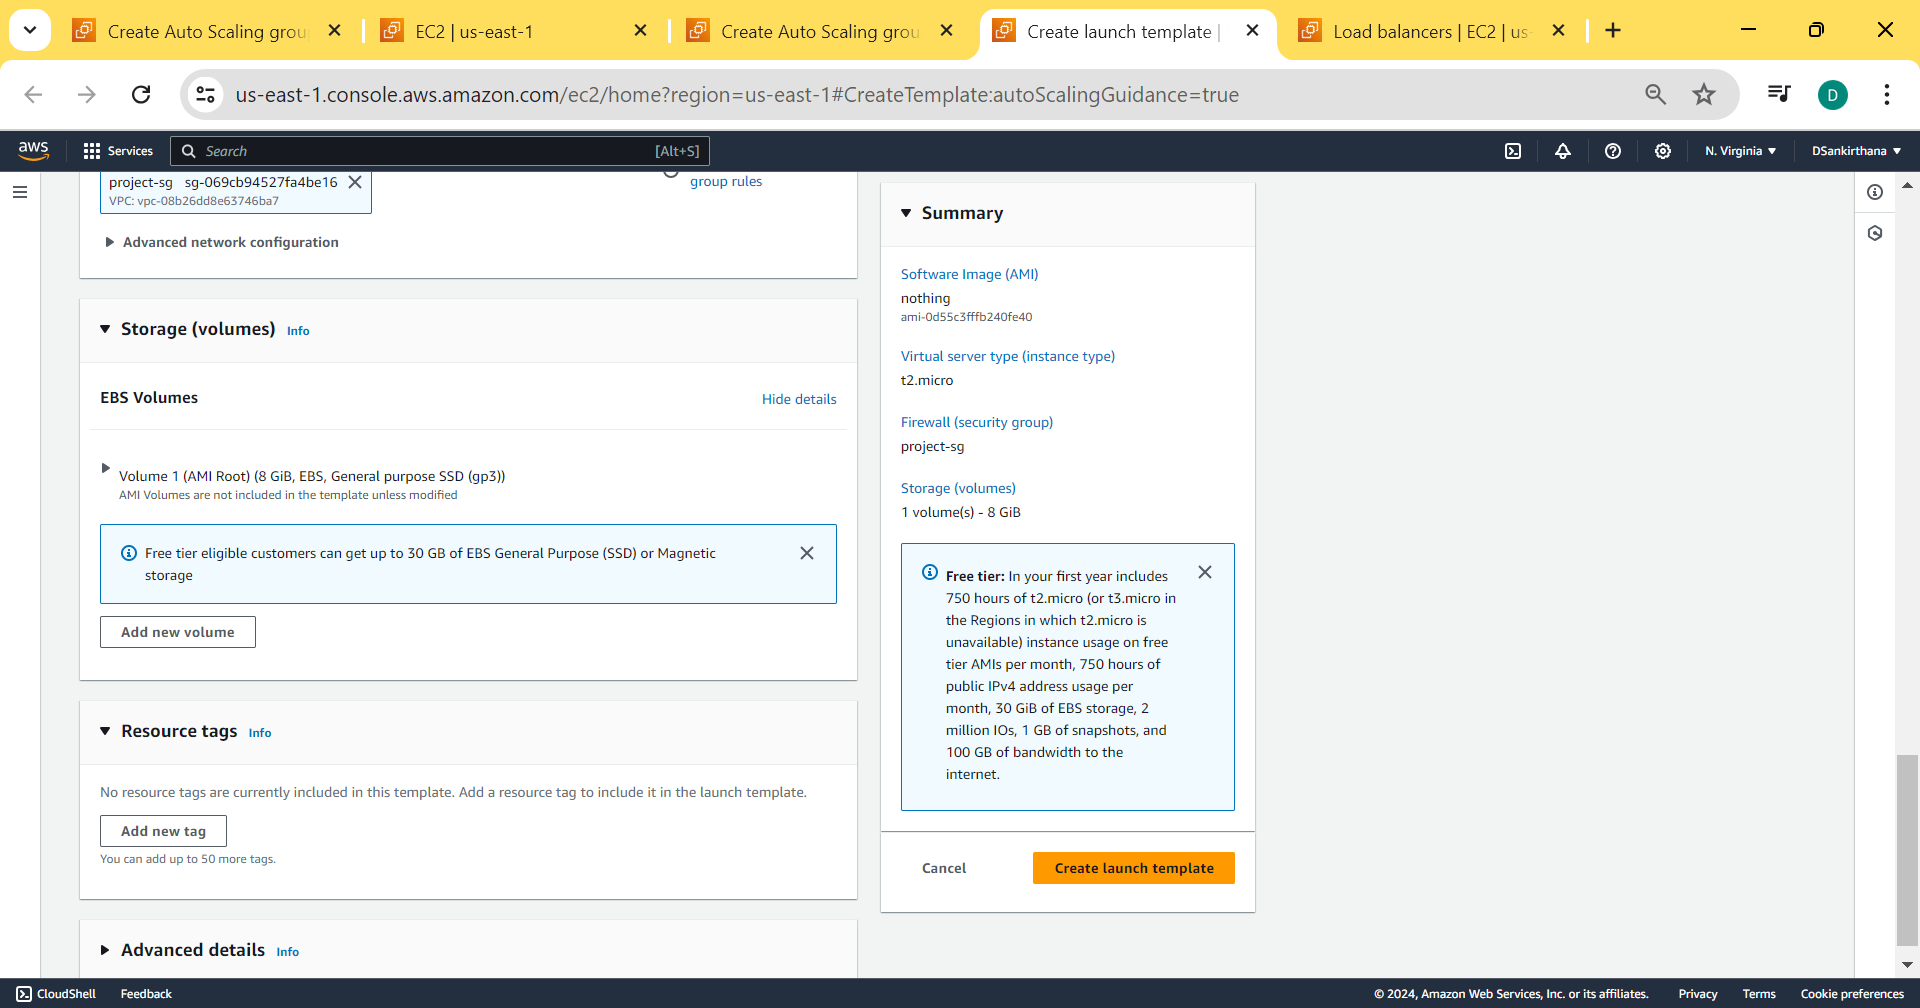 Create Auto Scaling grou
EC2 | us-east-1
Create Auto Scaling grou
Create launch template |
Load balancers | EC2 | us-
us-east-1.console.aws.amazon.com/ec2/home?region=us-east-1#CreateTemplate:autoScalingGuidance=true
D
aws
Services
Search
[Alt+S]
N. Virginia
DSankirthana
project-sg sg-069cb94527fa4be16
VPC: vpc-08b26dd8e63746ba7
group rules
Advanced network configuration
Storage (volumes) Info
EBS Volumes
Hide details
Volume 1 (AMI Root) (8 GiB, EBS, General purpose SSD (gp3))
AMI Volumes are not included in the template unless modified
Free tier eligible customers can get up to 30 GB of EBS General Purpose (SSD) or Magnetic
storage
Add new volume
Resource tags Info
No resource tags are currently included in this template. Add a resource tag to include it in the launch template.
Add new tag
You can add up to 50 more tags.
Advanced details Info
Summary
Software Image (AMI)
nothing
ami-0d55c3fffb240fe40
Virtual server type (instance type)
t2.micro
Firewall (security group)
project-sg
Storage (volumes)
1 volume(s) - 8 GiB
Free tier: In your first year includes
750 hours of t2.micro (or t3.micro in
the Regions in which t2.micro is
unavailable) instance usage on free
tier AMIs per month, 750 hours of
public IPv4 address usage per
month, 30 GiB of EBS storage, 2
million IOs, 1 GB of snapshots, and
100 GB of bandwidth to the
internet.
Cancel
Create launch template
CloudShell
Feedback
© 2024, Amazon Web Services, Inc. or its affiliates.
Privacy
Terms
Cookie preferences